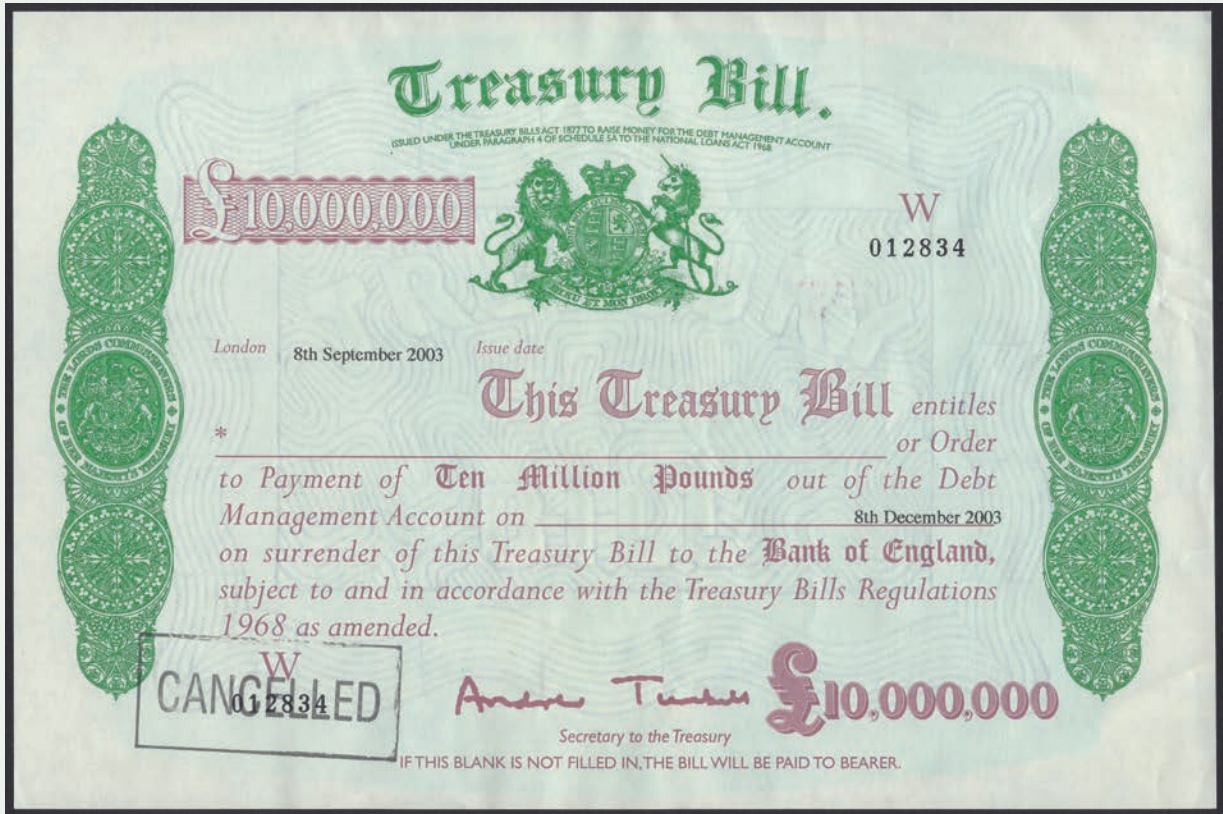 Treasury Bill.
ISSUED UNDER THE TREASURY BILLS ACT 1877 TO RAISE MONEY FOR THE DEBT MANAGEMENT ACCOUNT
UNDER PARAGRAPH 4 OF SCHEDULE 5A TO THE NATIONAL LOANS ACT 1968
£10,000,000
W
012834
London 8th September 2003 Issue date
This Treasury Bill entitles
* or Order
to Payment of Ten Million Pounds out of the Debt
Management Account on 8th December 2003
on surrender of this Treasury Bill to the Bank of England,
subject to and in accordance with the Treasury Bills Regulations
1968 as amended.
W
012834
CANCELLED
£10,000,000
Secretary to the Treasury
IF THIS BLANK IS NOT FILLED IN, THE BILL WILL BE PAID TO BEARER.